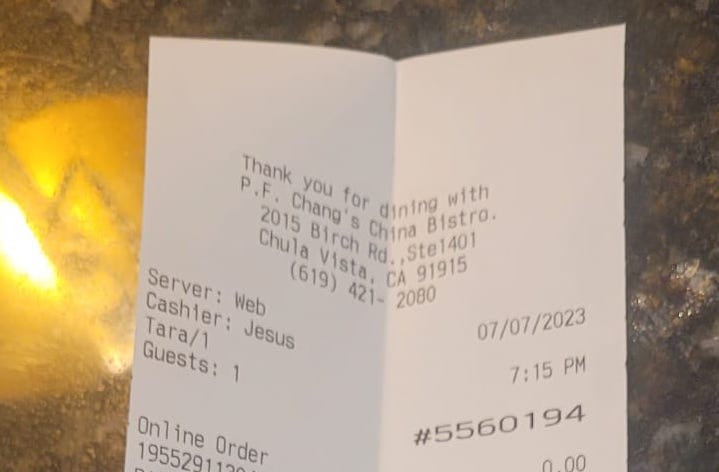 Thank you for dining with
P.F. Chang's China Bistro.
2015 Birch Rd.,Ste1401
Chula Vista, CA 91915
(619) 421- 2080
Server: Web
07/07/2023
Cashier: Jesus
7:15 PM
Tara/1
Guests: 1
#5560194
Online Order
0.00